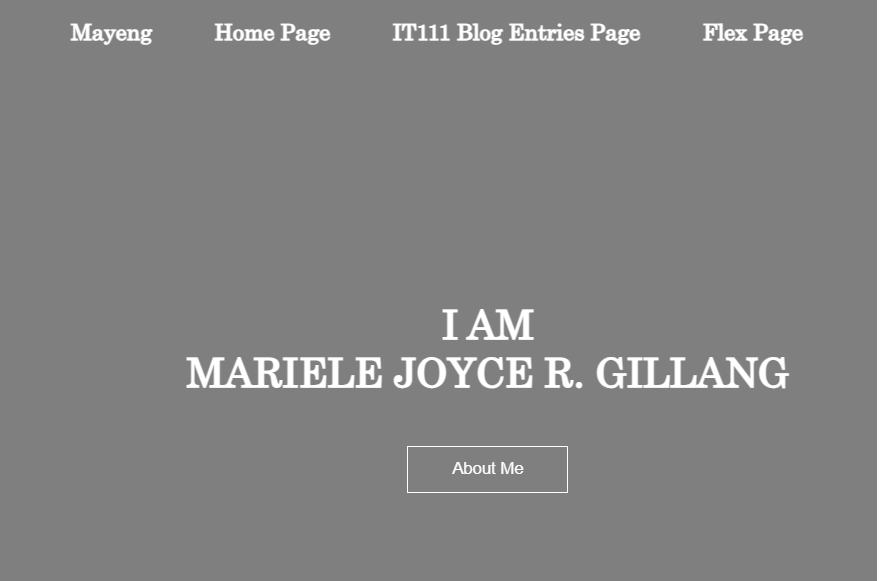 Mayeng Home Page IT111 Blog Entries Page Flex Page
I AM
MARIELE JOYCE R. GILLANG
About Me